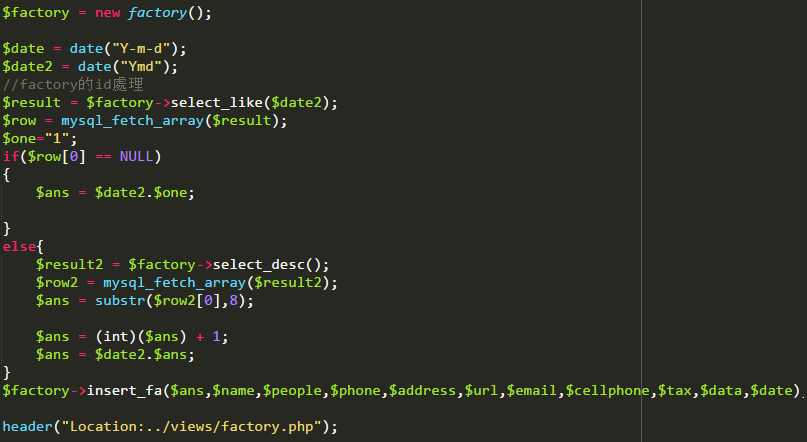 $factory = new factory();
$date = date("Y-m-d");
$date2 = date("Ymd");
//factory的id處理
$result = $factory->select_like($date2);
$row = mysql_fetch_array($result);
$one="1";
if($row[0] == NULL)
{
$ans = $date2.$one;
}
else{
$result2 = $factory->select_desc();
$row2 = mysql_fetch_array($result2);
$ans = substr($row2[0],8);
$ans = (int)($ans) + 1;
$ans = $date2.$ans;
}
$factory->insert_fa($ans,$name,$people,$phone,$address,$url,$email,$cellphone,$tax,$data,$date)
header("Location:../views/factory.php");